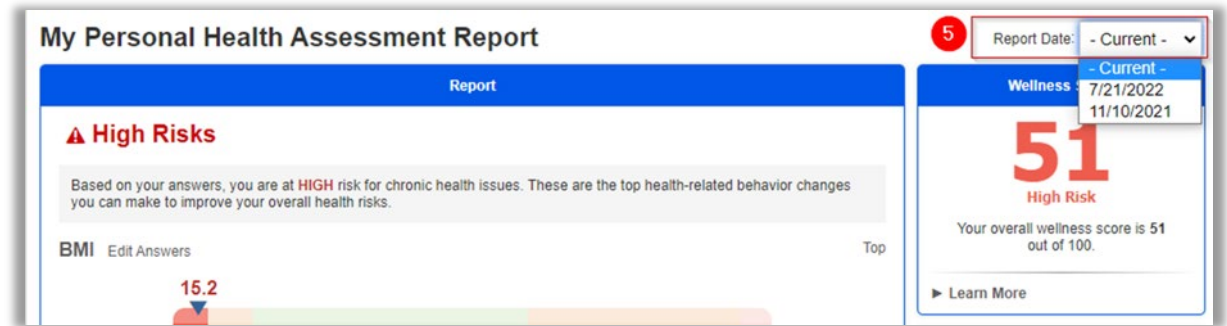 My Personal Health Assessment Report
5
Report Date: - Current -
- Current -
7/21/2022
11/10/2021
Report
High Risks
Based on your answers, you are at HIGH risk for chronic health issues. These are the top health-related behavior changes
you can make to improve your overall health risks.
BMI Edit Answers
Top
15.2
Wellness
51
High Risk
Your overall wellness score is 51
out of 100.
► Learn More